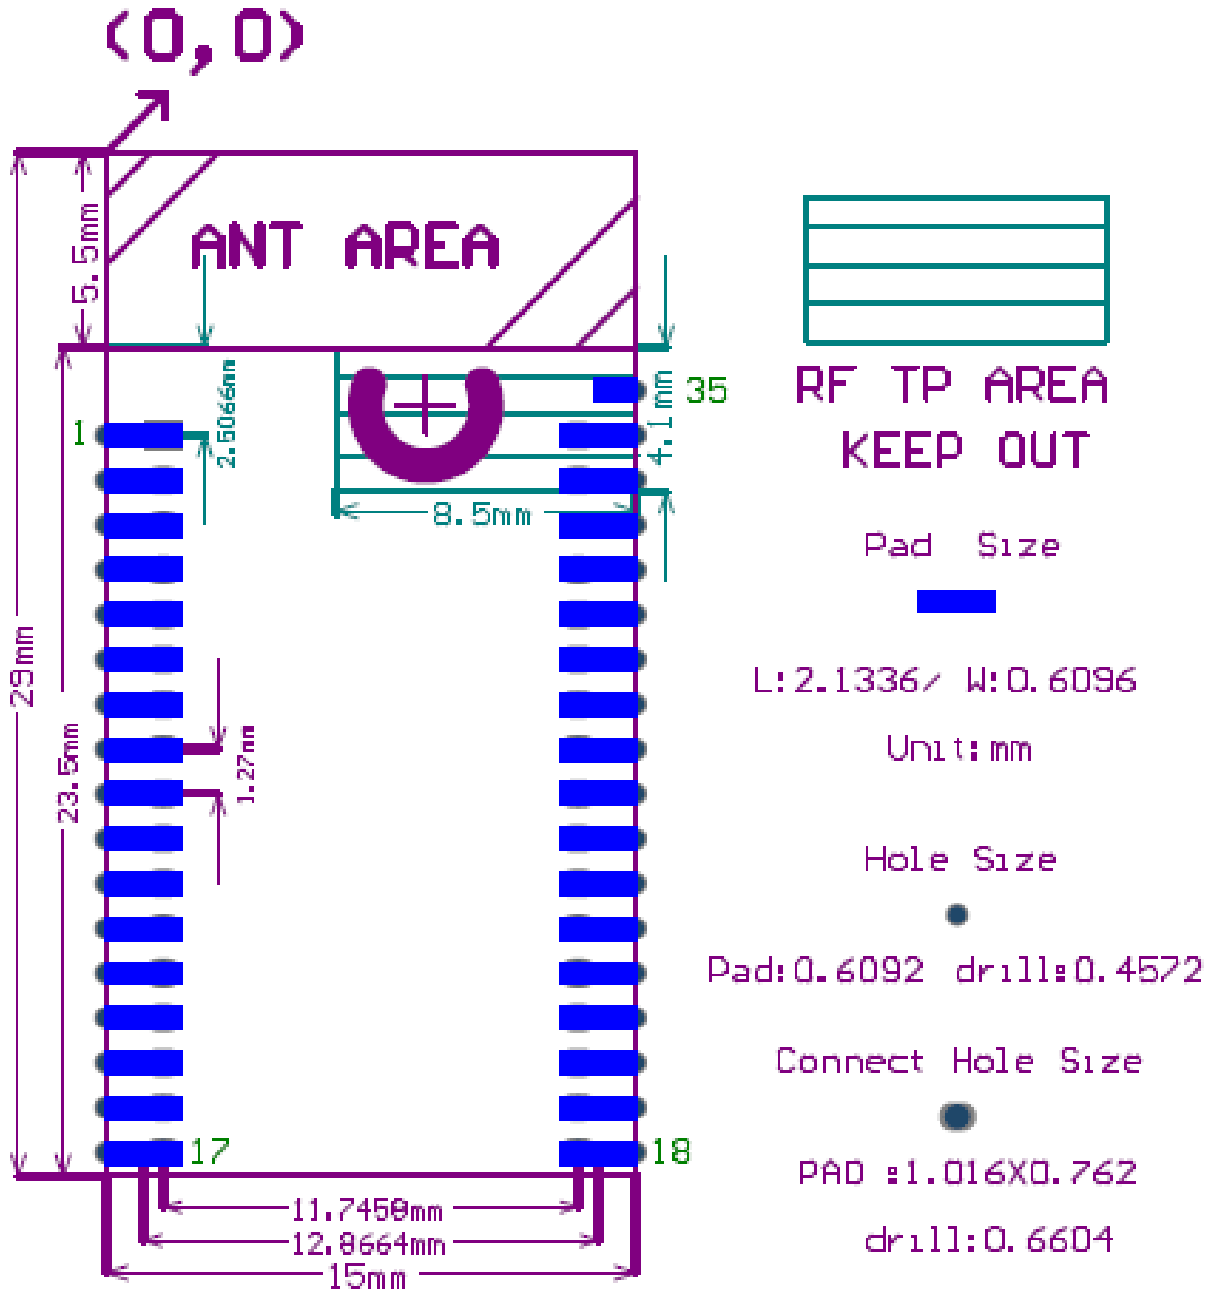 (0,0)
5.5mm
ANT AREA
2.5066mm
35
4.1mm
1
8.5mm
29mm
23.5mm
1.27mm
17
18
11.7450mm
12.8664mm
15mm
RF TP AREA
KEEP OUT
Pad Size
L:2.1336/ W:0.6096
Unit:mm
Hole Size
Pad:0.6092 drill:0.4572
Connect Hole Size
PAD :1.016X0.762
drill:0.6604